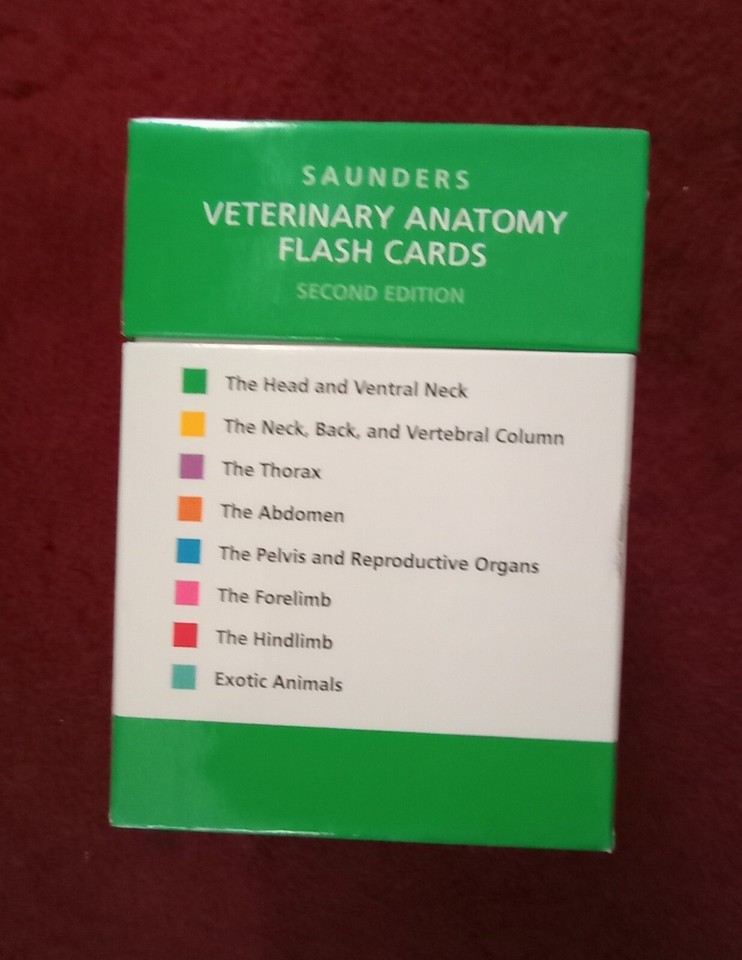 SAUNDERS
VETERINARY ANATOMY
FLASH CARDS
SECOND EDITION
The Head and Ventral Neck
The Neck, Back, and Vertebral Column
The Thorax
The Abdomen
The Pelvis and Reproductive Organs
The Forelimb
The Hindlimb
Exotic Animals